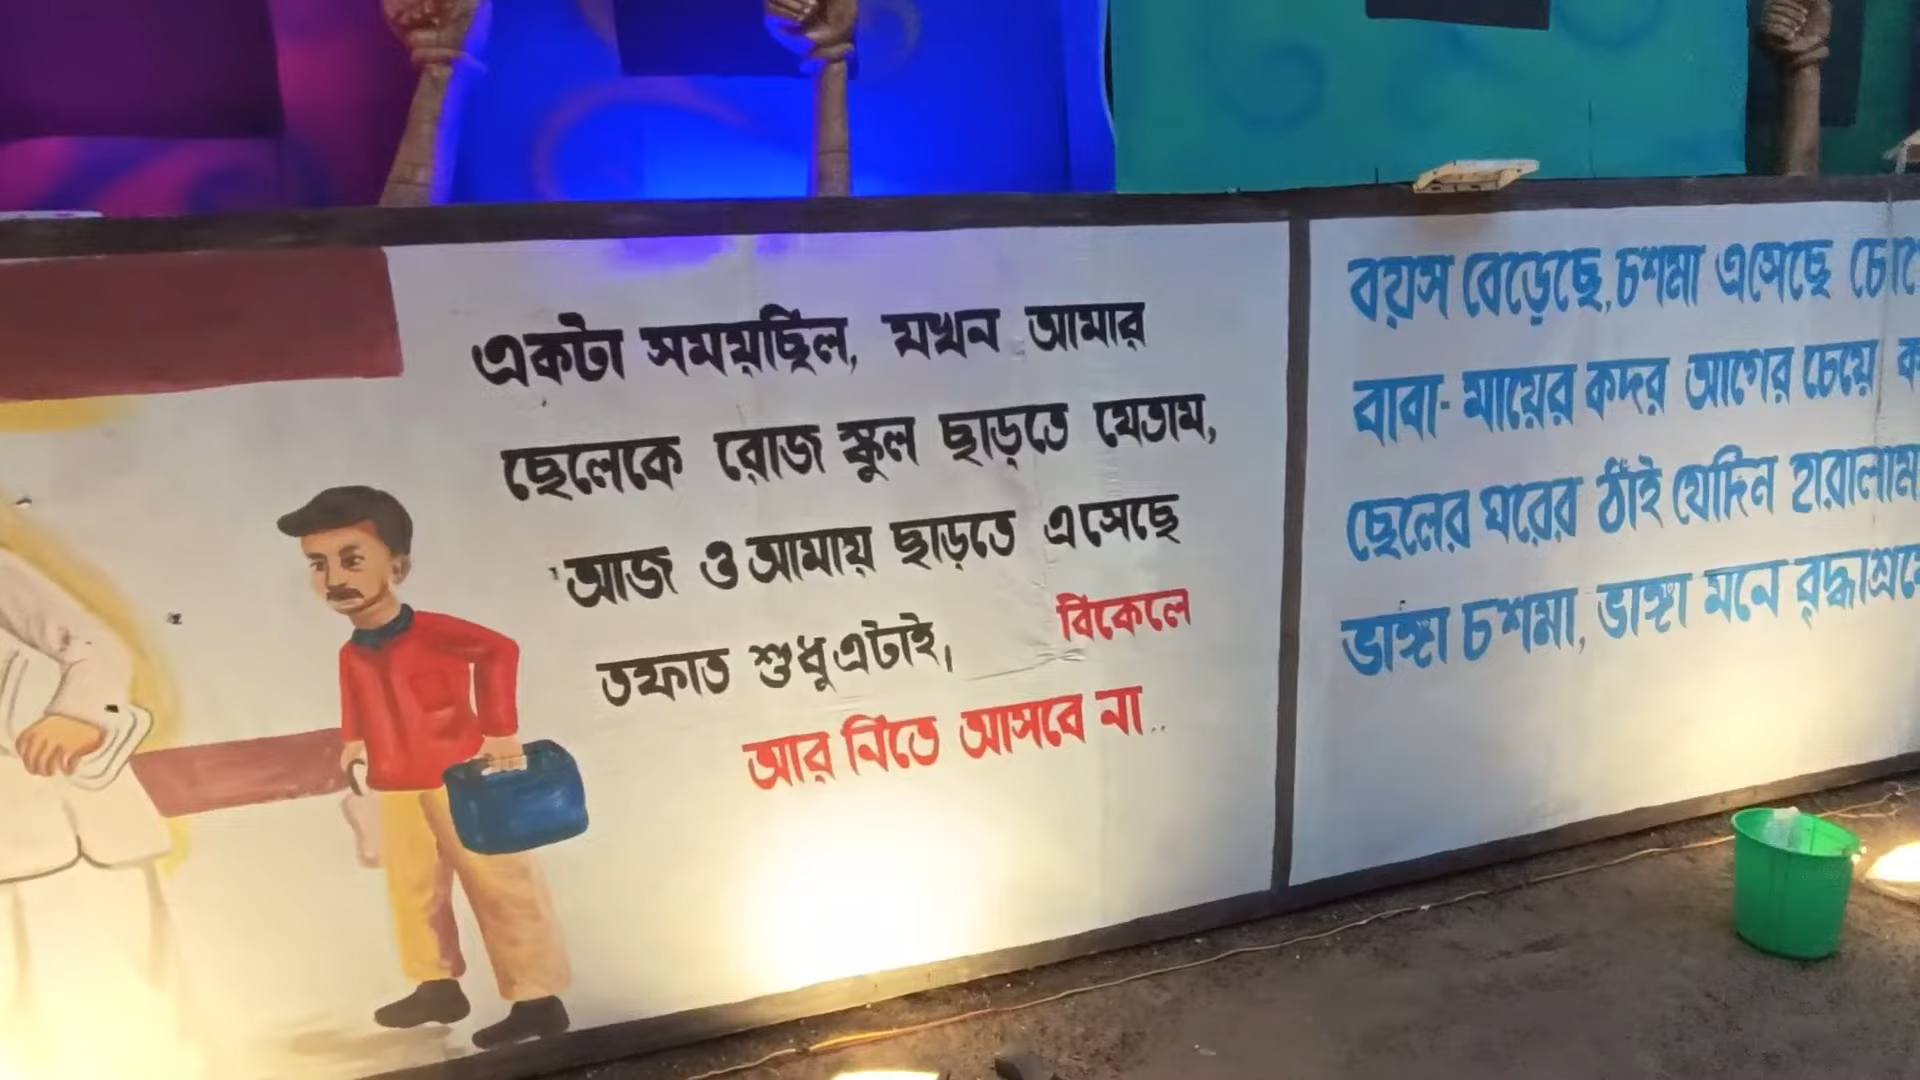 একটা সময়ছিল, যখন আমার
ছেলেকে রোজ স্কুল ছাড়তে যেতাম,
আজ ও আমায় ছাড়তে এসেছে
তফাত শুধু এটাই, বিকেলে
আর নিতে আসবে না..
বয়স বেড়েছে, চশমা এসেছে
বাবা- মায়ের কদর আগের চেয়ে
ছেলের ঘরের ঠাঁই যেদিন হারালাম
ভাঙ্গা চশমা, ভাঙ্গা মনে